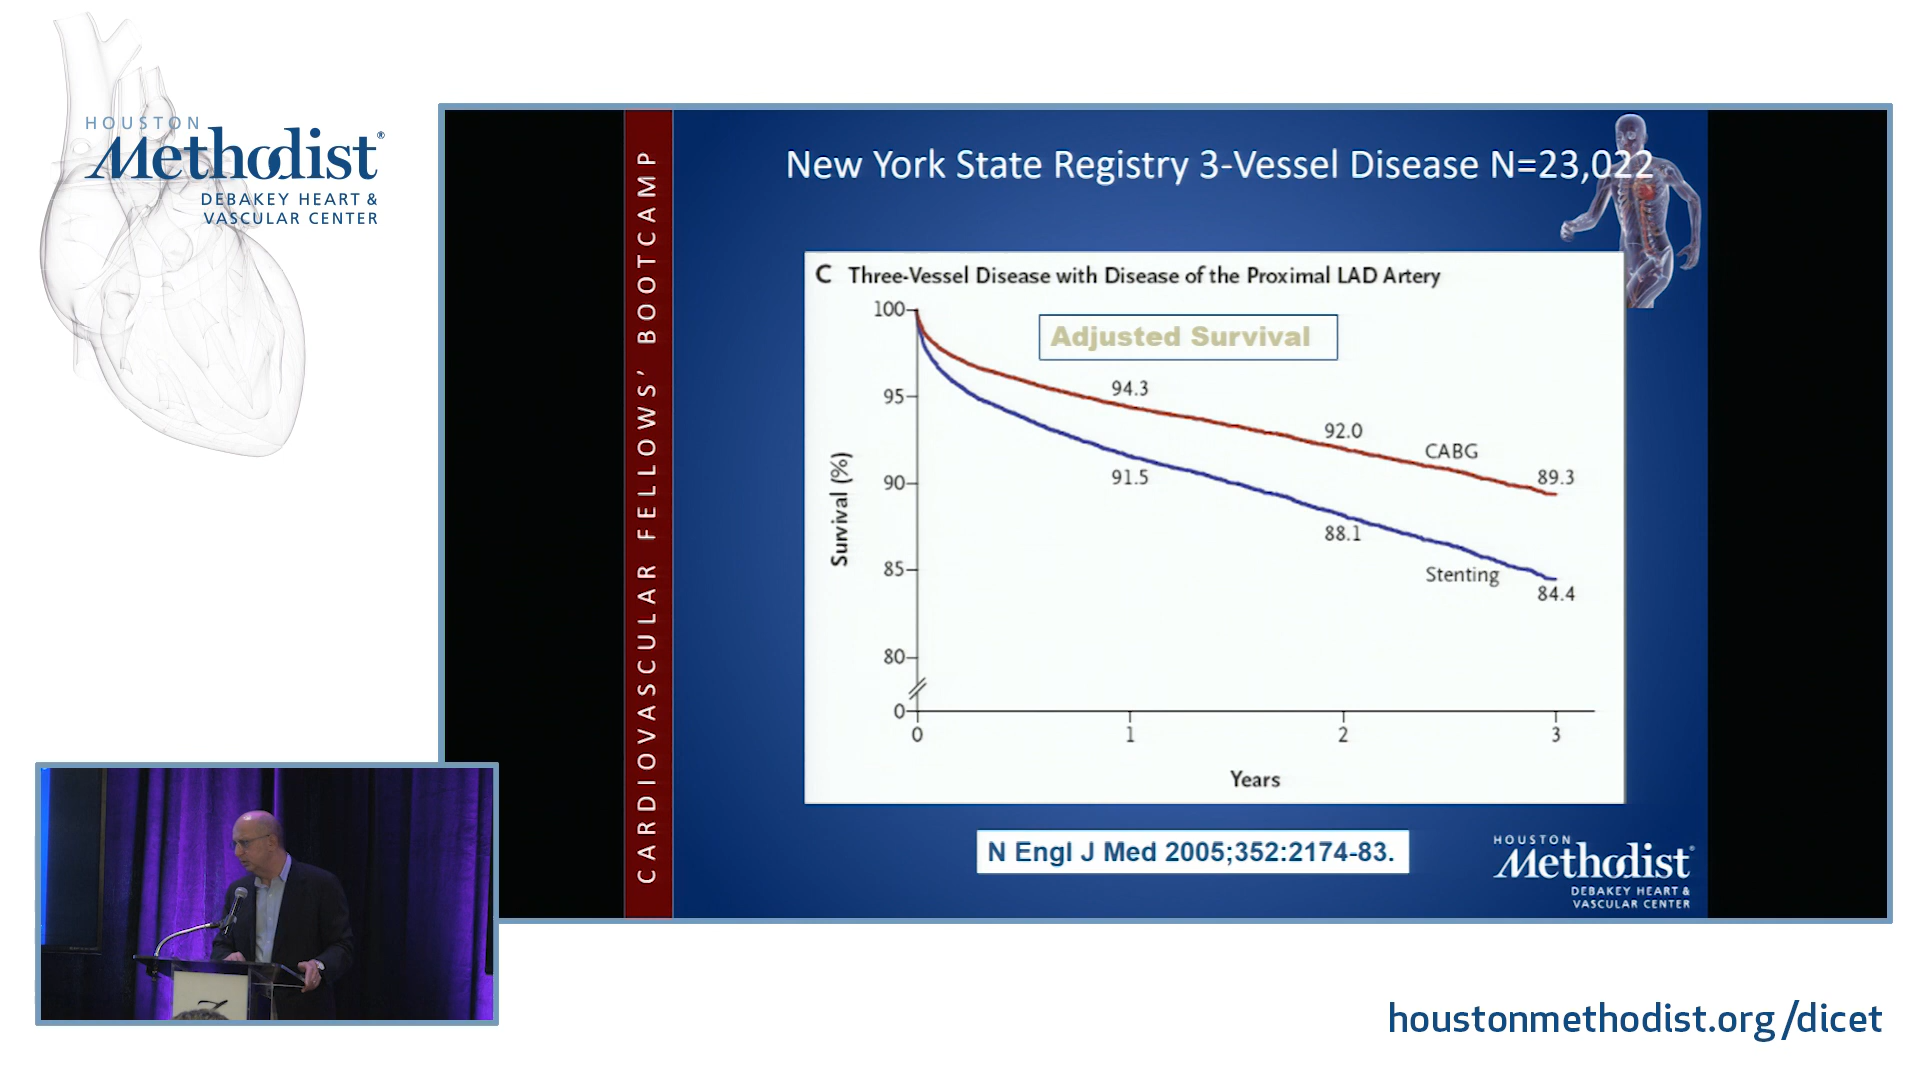 HOUSTON
Methodist®
DEBAKEY HEART &
VASCULAR CENTER
CARDIOVASCULAR FELLOWS' BOOTCAMP
New York State Registry 3-Vessel Disease N=23,022
C Three-Vessel Disease with Disease of the Proximal LAD Artery
Adjusted Survival
100
95
90
85
80
0
Survival (%)
94.3
92.0
CABG
89.3
91.5
88.1
Stenting
84.4
0 1 2 3
Years
N Engl J Med 2005;352:2174-83.
HOUSTON
Methodist®
DEBAKEY HEART &
VASCULAR CENTER
houstonmethodist.org/dicet